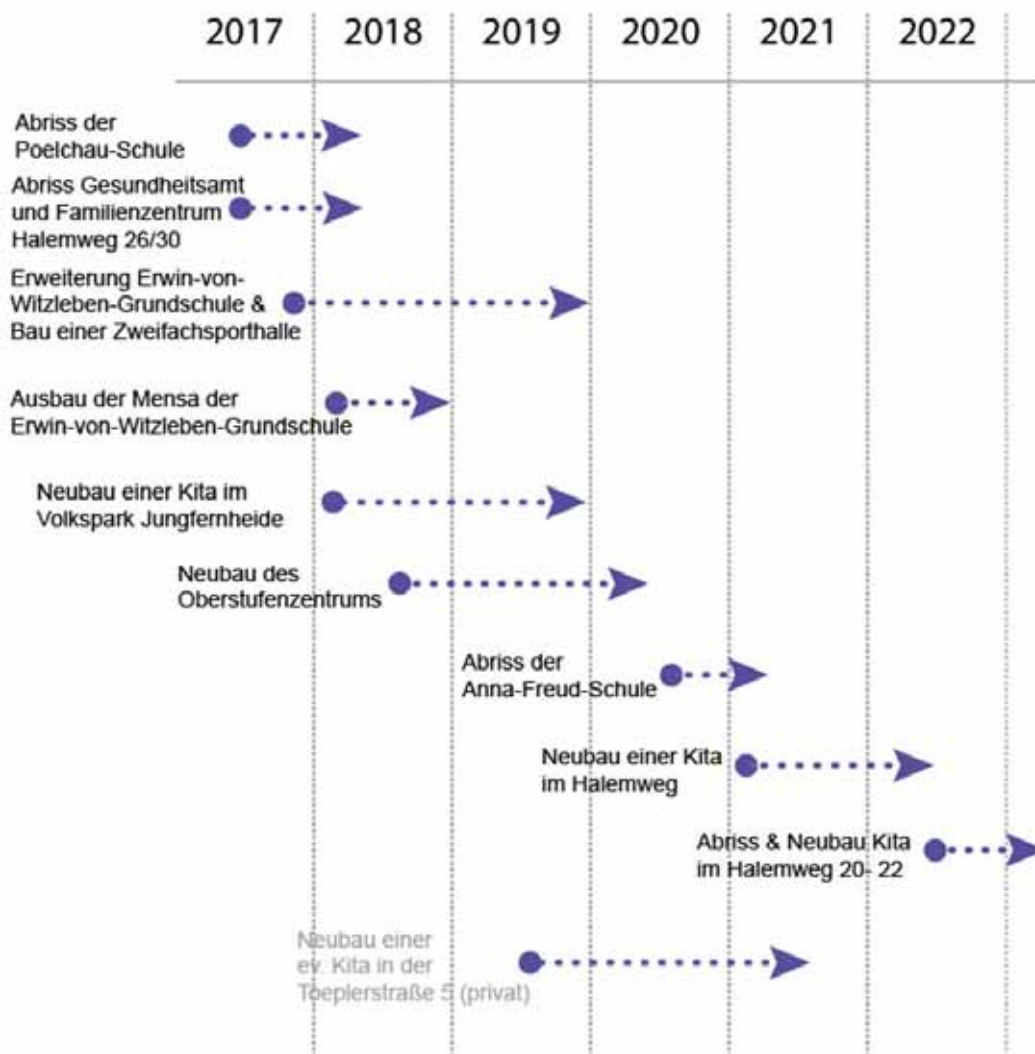 2017 2018 2019 2020 2021 2022
Abriss der
Poelchau-Schule
Abriss Gesundheitsamt
und Familienzentrum
Halemweg 26/30
Erweiterung Erwin-von-
Witzleben-Grundschule &
Bau einer Zweifachsporthalle
Ausbau der Mensa der
Erwin-von-Witzleben-Grundschule
Neubau einer Kita im
Volkspark Jungfernheide
Neubau des
Oberstufenzentrums
Abriss der
Anna-Freud-Schule
Neubau einer Kita
im Halemweg
Abriss & Neubau Kita
im Halemweg 20- 22
Neubau einer
ev. Kita in der
Toeplerstraße 5 (privat)